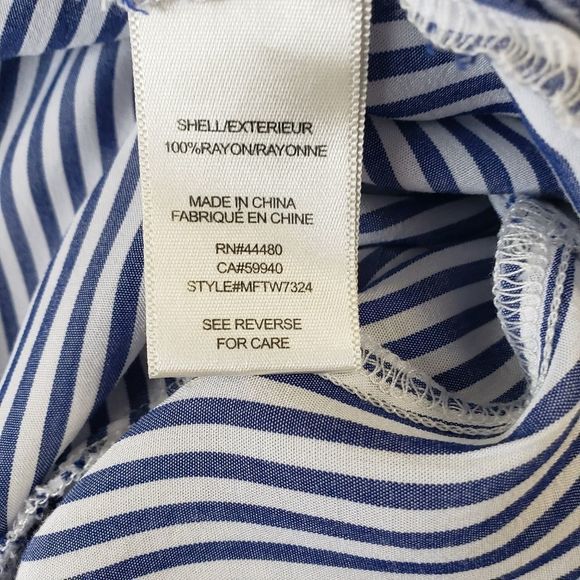 SHELL/EXTERIEUR
100%RAYON/RAYONNE
MADE IN CHINA
FABRIQUÉ EN CHINE
RN#44480
CA#59940
STYLE#MFTW7324
SEE REVERSE
FOR CARE